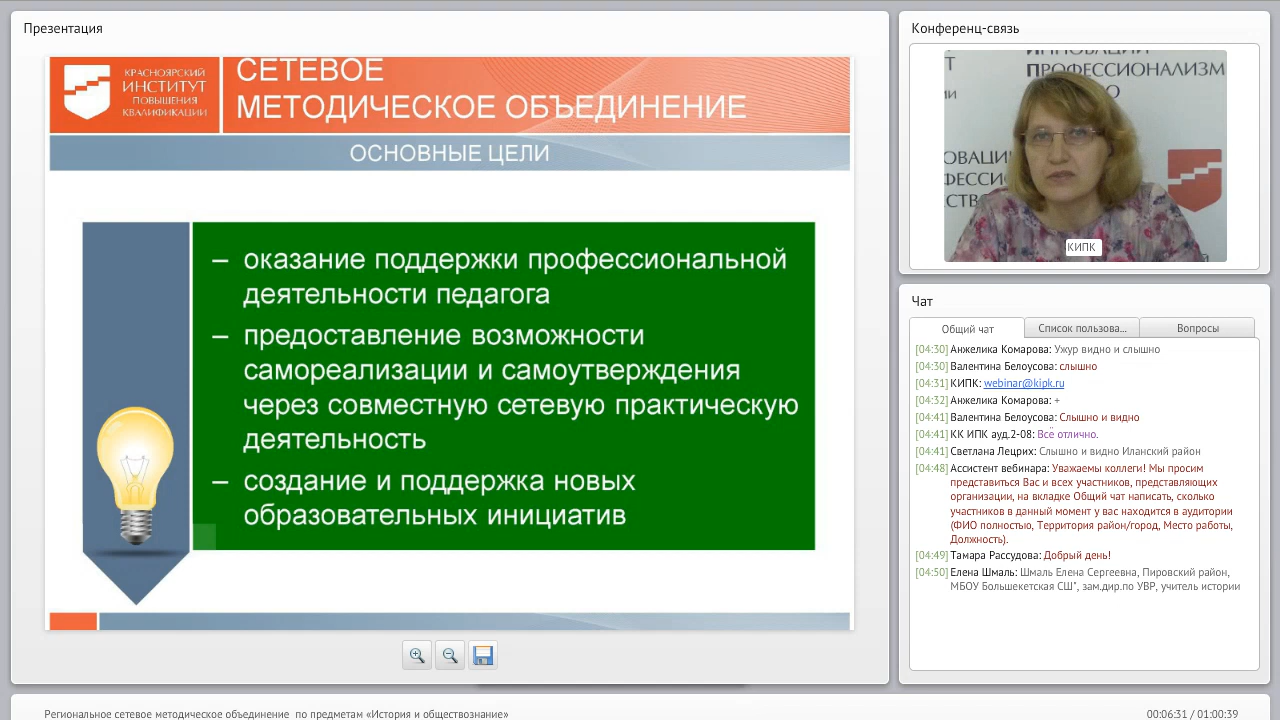 Презентация
КРАСНОЯРСКИЙ
ИНСТИТУТ
ПОВЫШЕНИЯ
КВАЛИФИКАЦИИ
СЕТЕВОЕ
МЕТОДИЧЕСКОЕ ОБЪЕДИНЕНИЕ
ОСНОВНЫЕ ЦЕЛИ
– оказание поддержки профессиональной
деятельности педагога
– предоставление возможности
самореализации и самоутверждения
через совместную сетевую практическую
деятельность
– создание и поддержка новых
образовательных инициатив
Конференц-связь
ПРОФЕССИОНАЛИЗМ
КИПК
Чат
Общий чат
Список пользова...
Вопросы
[04:30] Анжелика Комарова: Ужур видно и слышно
[04:30] Валентина Белоусова: слышно
[04:31] КИПК: webinar@kipk.ru
[04:32] Анжелика Комарова: +
[04:41] Валентина Белоусова: Слышно и видно
[04:41] КК ИПК ауд.2-08: Всё отлично.
[04:41] Светлана Лецрих: Слышно и видно Иланский район
[04:48] Ассистент вебинара: Уважаемы коллеги! Мы просим
представиться Вас и всех участников, представляющих
организации, на вкладке Общий чат написать, сколько
участников в данный момент у вас находится в аудитории
(ФИО полностью, Территория район/город, Место работы,
Должность).
[04:49] Тамара Рассудова: Добрый день!
[04:50] Елена Шмаль: Шмаль Елена Сергеевна, Пировский район,
МБОУ Большекетская СШ", зам.дир.по УВР, учитель истории
Региональное сетевое методическое объединение по предметам «История и обществознание»
00:06:31 / 01:00:39